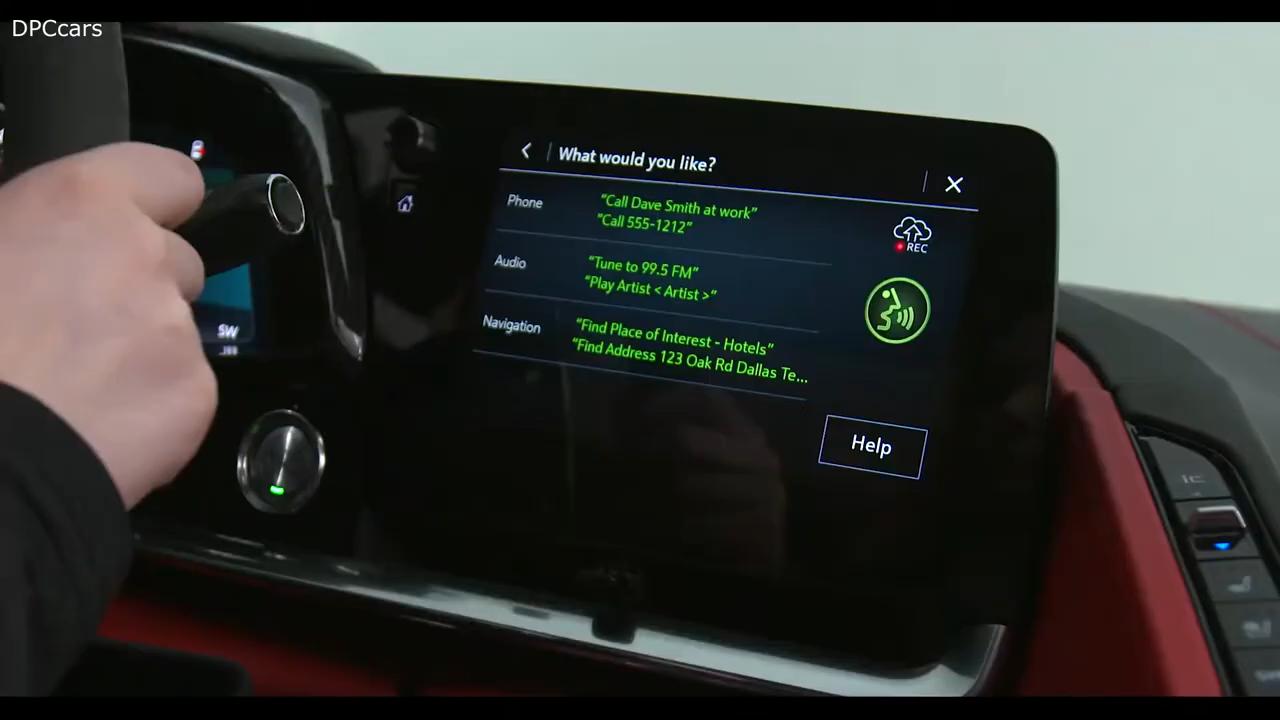 DPCcars
What would you like?
Phone
"Call Dave Smith at work"
"Call 555-1212"
REC
Audio
"Tune to 99.5 FM"
"Play Artist < Artist >"
Navigation
"Find Place of Interest - Hotels"
"Find Address 123 Oak Rd Dallas Te...
Help
SW